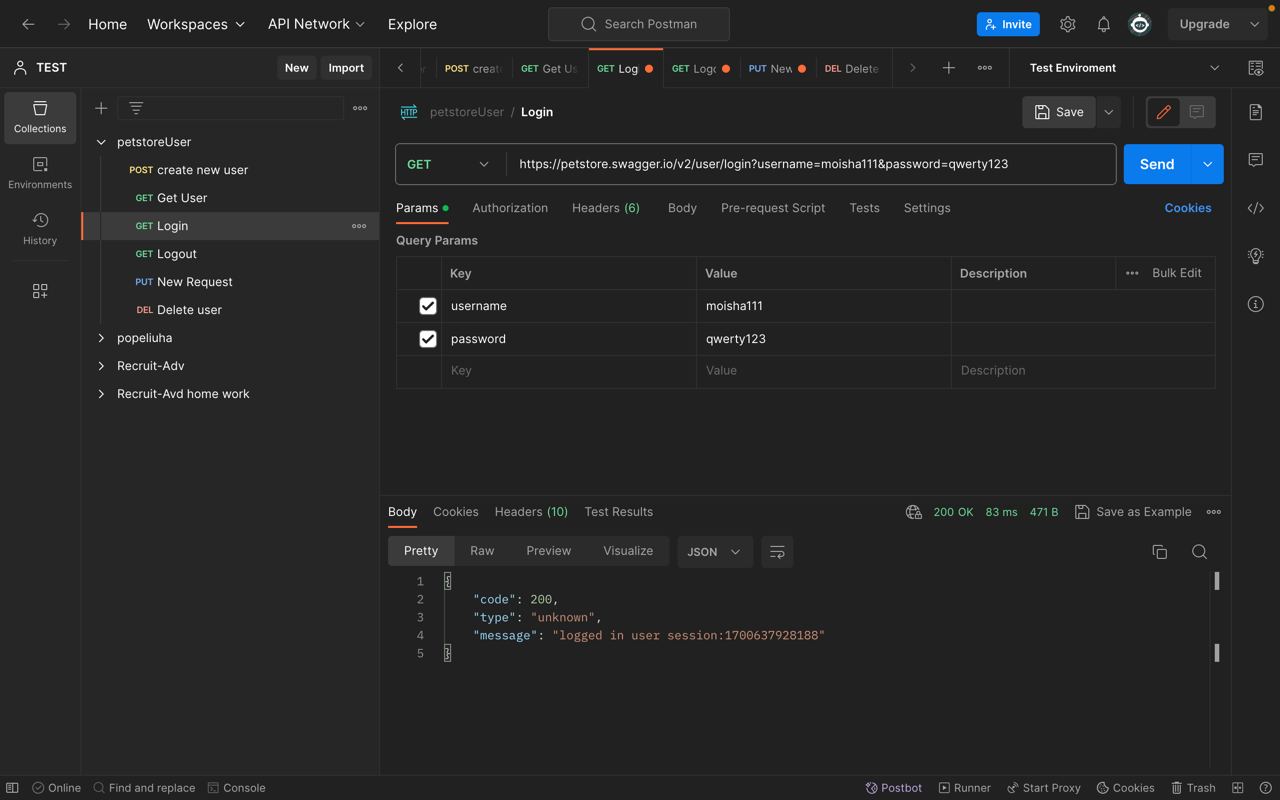 Home Workspaces API Network Explore Search Postman Invite Upgrade
TEST New Import
POST create GET Get Us GET Log GET Logo PUT New DEL Delete Test Enviroment
Collections
Environments
History
petstoreUser
POST create new user
GET Get User
GET Login
GET Logout
PUT New Request
DEL Delete user
popeliuha
Recruit-Adv
Recruit-Avd home work
HTTP petstoreUser / Login Save
GET https://petstore.swagger.io/v2/user/login?username=moisha111&password=qwerty123 Send
Params Authorization Headers (6) Body Pre-request Script Tests Settings Cookies
Query Params
Key Value Description Bulk Edit
username moisha111
password qwerty123
Key Value Description
Body Cookies Headers (10) Test Results 200 OK 83 ms 471 B Save as Example
Pretty Raw Preview Visualize JSON
1 {
2 "code": 200,
3 "type": "unknown",
4 "message": "logged in user session:1700637928188"
5 }
Online Find and replace Console Postbot Runner Start Proxy Cookies Trash